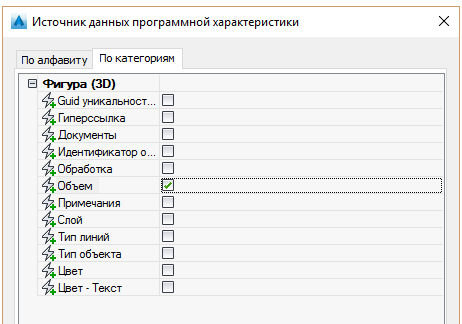 Источник данных программной характеристики
По алфавиту
По категориям
Фигура (3D)
Guid уникальност...
Гиперссылка
Документы
Идентификатор о...
Обработка
Объем
Примечания
Слой
Тип линий
Тип объекта
Цвет
Цвет - Текст